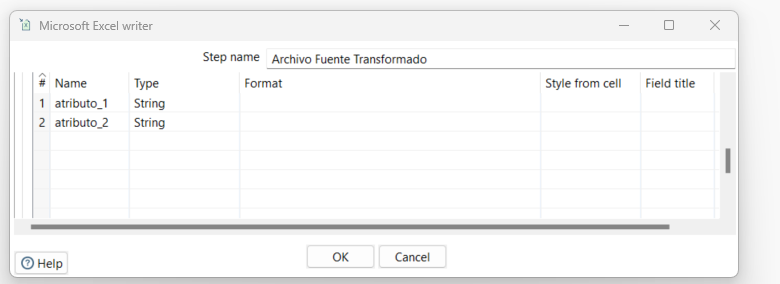 Microsoft Excel writer
Step name Archivo Fuente Transformado
# Name Type Format Style from cell Field title
1 atributo_1 String
2 atributo_2 String
OK Cancel
Help